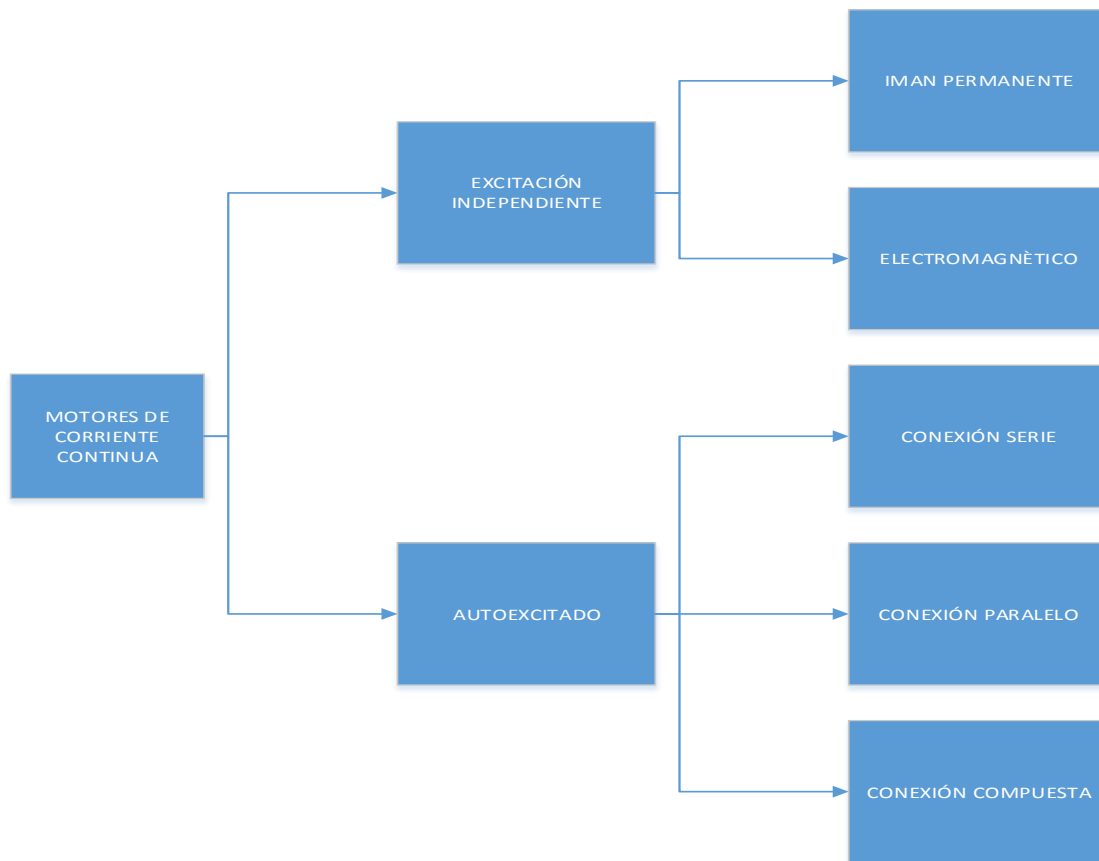 IMAN PERMANENTE
EXCITACIÓN
INDEPENDIENTE
ELECTROMAGNÈTICO
MOTORES DE
CORRIENTE
CONTINUA
CONEXIÓN SERIE
AUTOEXCITADO
CONEXIÓN PARALELO
CONEXIÓN COMPUESTA